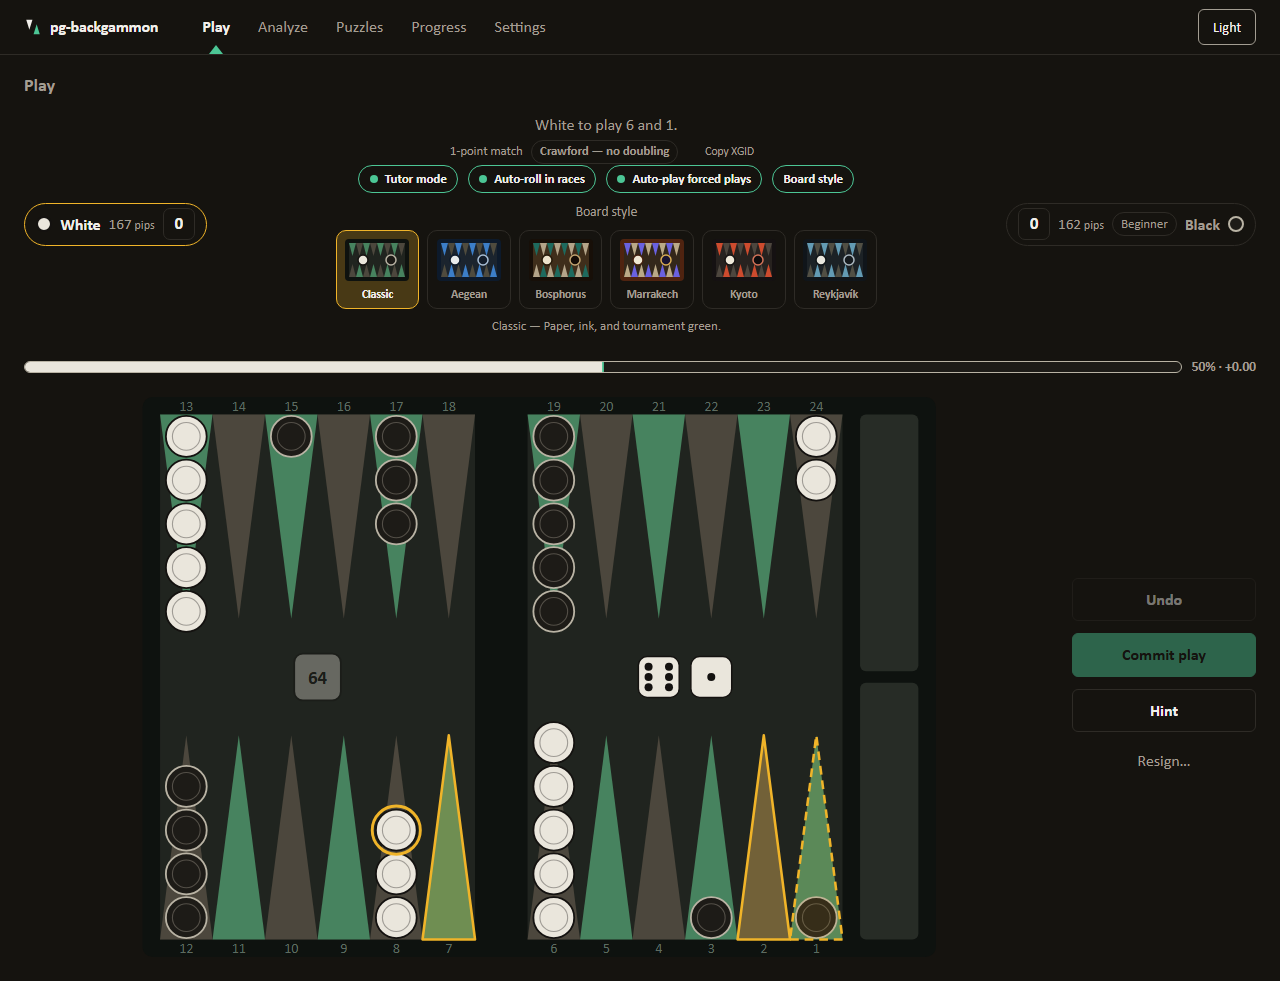 pg-backgammon Play Analyze Puzzles Progress Settings Light
Play
White to play 6 and 1.
1-point match Crawford — no doubling Copy XGID
Tutor mode Auto-roll in races Auto-play forced plays Board style
White 167 pips 0
Board style
0 162 pips Beginner Black
Classic Aegean Bosphorus Marrakech Kyoto Reykjavík
Classic — Paper, ink, and tournament green.
50% · +0.00
13 14 15 16 17 18 19 20 21 22 23 24
64
12 11 10 9 8 7 6 5 4 3 2 1
Undo
Commit play
Hint
Resign...